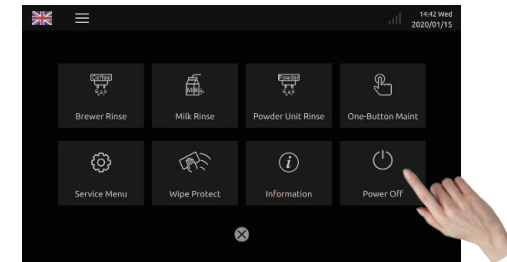 14:42 Wed
2020/01/15
Coffee
Milk
Powder
Brewer Rinse
Milk Rinse
Powder Unit Rinse
One-Button Maint
Service Menu
Wipe Protect
Information
Power Off